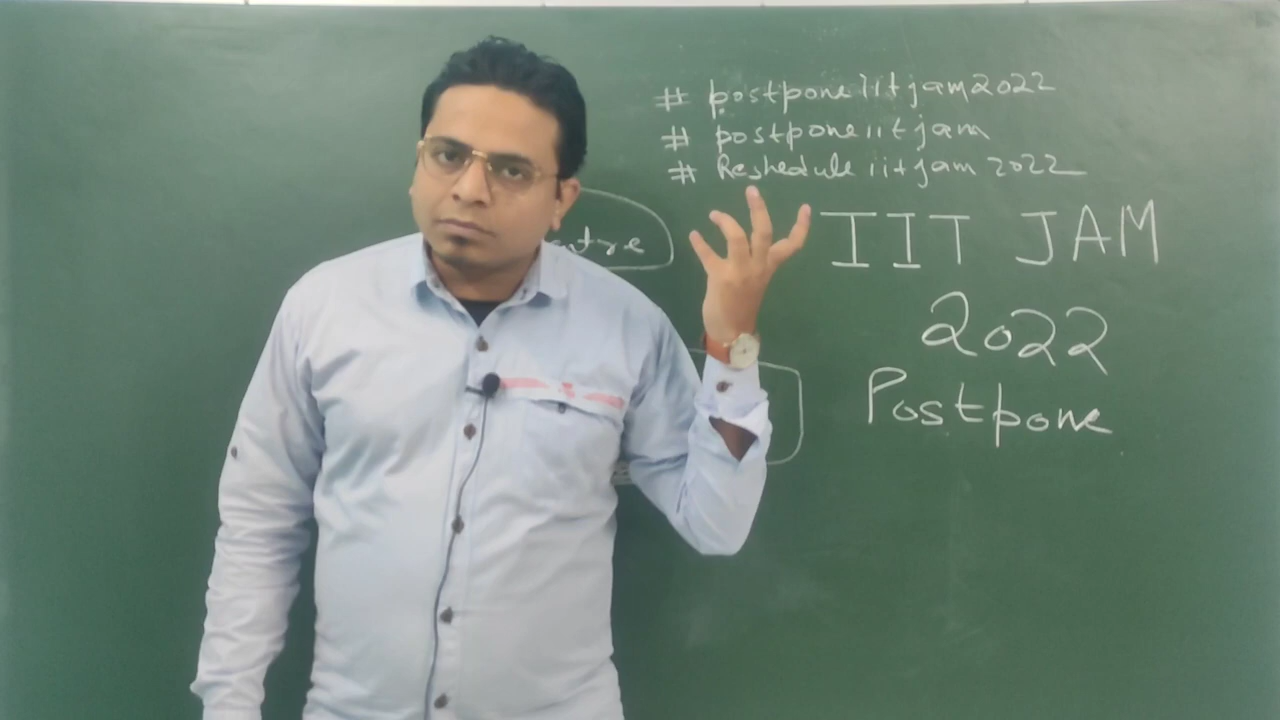 # postponeiitjam2022
# postponeiitjam
# Reshedule iitjam 2022
IIT JAM
2022
Postpone